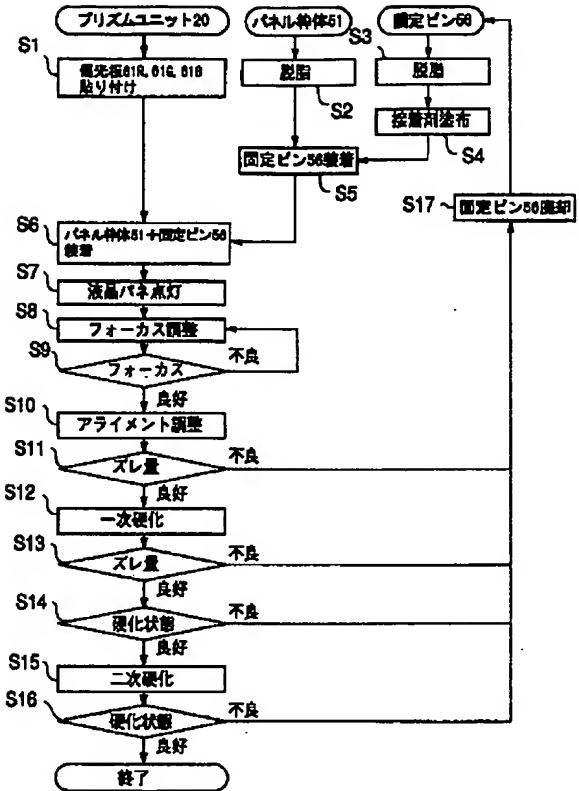 プリズムユニット20
パネル枠体51
固定ピン56
S1
偏光板61R, 61G, 61B
貼り付け
脱脂
S2
S3
脱脂
接着剤塗布
S4
固定ピン56装着
S5
S17
固定ピン56廃却
S6
パネル枠体51+固定ピン56
装着
S7
液晶パネ点灯
S8
フォーカス調整
S9
フォーカス
不良
良好
S10
アライメント調整
S11
ズレ量
不良
良好
S12
一次硬化
S13
ズレ量
不良
良好
S14
硬化状態
不良
良好
S15
二次硬化
S16
硬化状態
不良
良好
終了